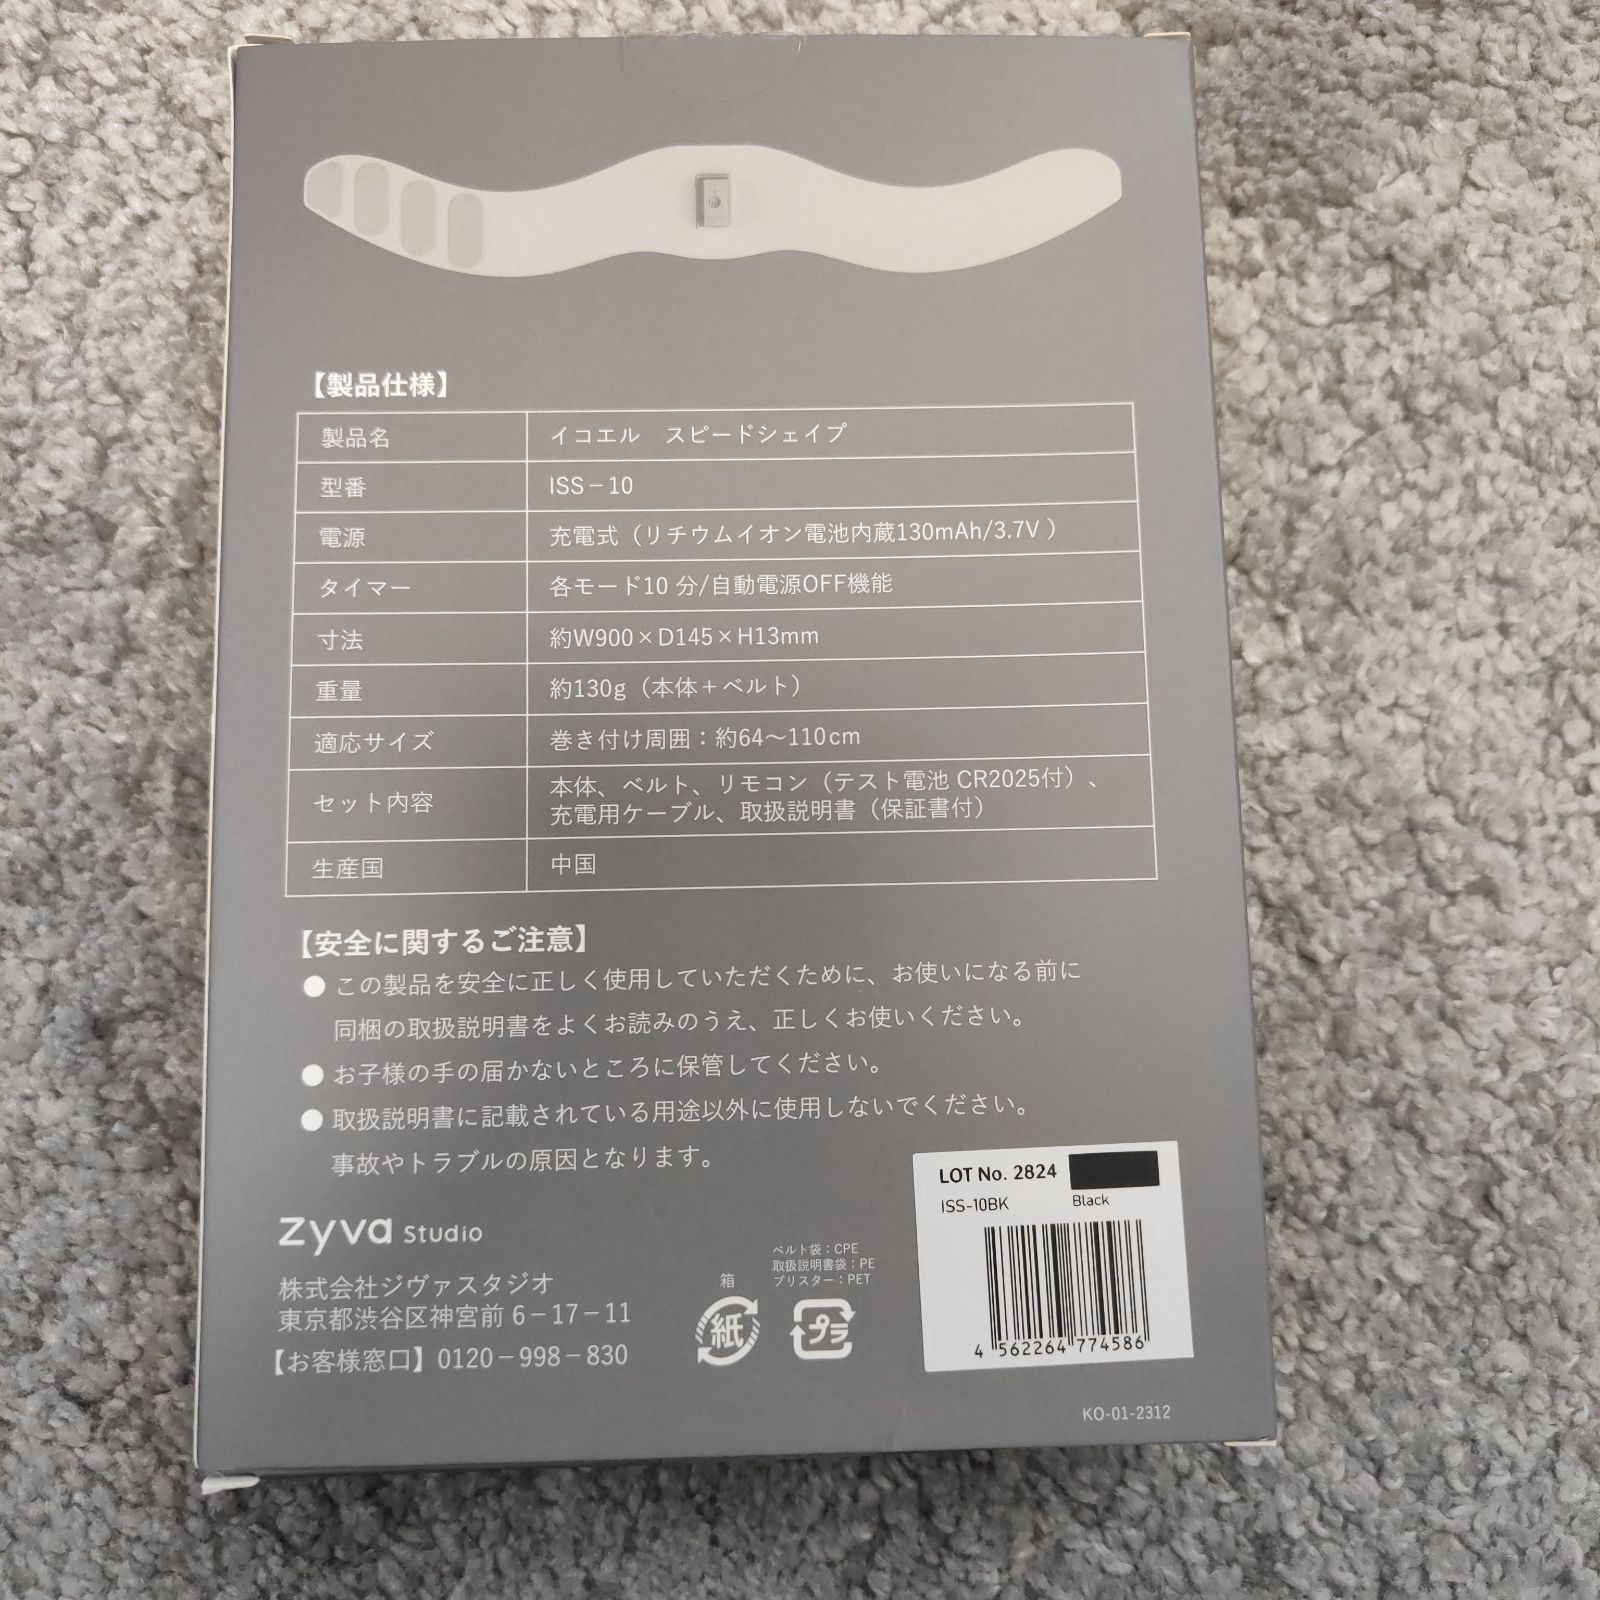 【製品仕様】
製品名 イコエル スピードシェイプ
型番 ISS－10
電源 充電式（リチウムイオン電池内蔵130mAh/3.7V）
タイマー 各モード10 分/自動電源OFF機能
寸法 約W900×D145×H13mm
重量 約130g（本体＋ベルト）
適応サイズ 巻き付け周囲：約64〜110cm
セット内容 本体、ベルト、リモコン（テスト電池 CR2025付）、
充電用ケーブル、取扱説明書（保証書付）
生産国 中国
【安全に関するご注意】
● この製品を安全に正しく使用していただくために、お使いになる前に
同梱の取扱説明書をよくお読みのうえ、正しくお使いください。
● お子様の手の届かないところに保管してください。
● 取扱説明書に記載されている用途以外に使用しないでください。
事故やトラブルの原因となります。
zyva Studio
株式会社ジヴァスタジオ
東京都渋谷区神宮前 6－17－11
【お客様窓口】0120－998－830
箱
紙
ベルト袋：CPE
取扱説明書袋：PE
ブリスター：PET
プラ
LOT No. 2824
ISS-10BK Black
4 562264 774586
KO-01-2312